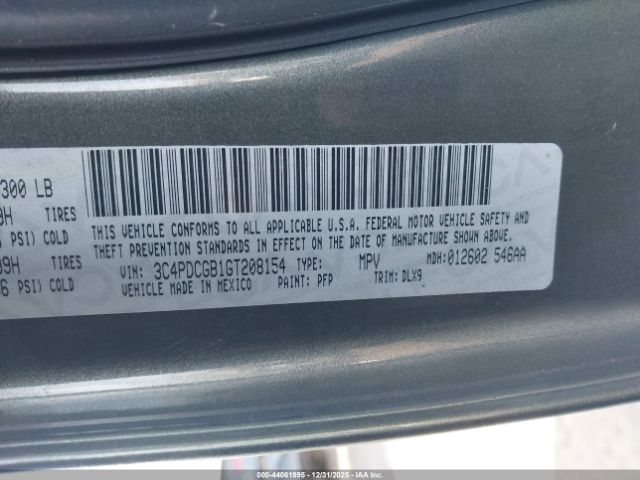 300 LB
H TIRES
PSI) COLD
9H TIRES
6 PSI) COLD
THIS VEHICLE CONFORMS TO ALL APPLICABLE U.S.A. FEDERAL MOTOR VEHICLE SAFETY AND
THEFT PREVENTION STANDARDS IN EFFECT ON THE DATE OF MANUFACTURE SHOWN ABOVE.
VIN: 3C4PDCGB1GT208154 TYPE: MPV MDH: 012602 546AA
VEHICLE MADE IN MEXICO PAINT: PFP TRIM: DLX9
000-44061995 - 12/31/2025 - IAA Inc.